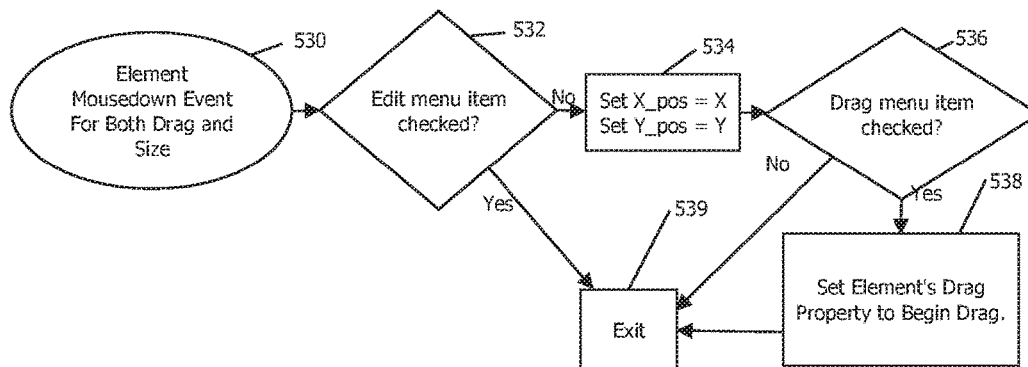 530
Element
Mousedown Event
For Both Drag and
Size
532
Edit menu item
checked?
No
Yes
534
Set X_pos = X
Set Y_pos = Y
536
Drag menu item
checked?
No
Yes
538
Set Element's Drag
Property to Begin Drag.
539
Exit